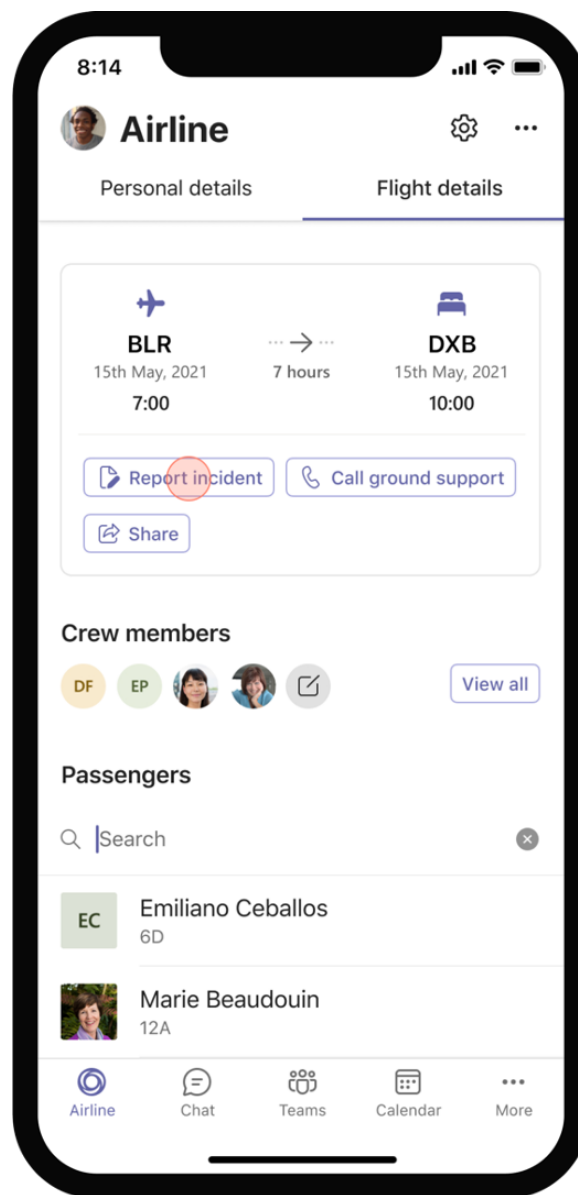 8:14
Airline
Personal details Flight details
BLR DXB
15th May, 2021 7 hours 15th May, 2021
7:00 10:00
Report incident Call ground support
Share
Crew members
DF EP View all
Passengers
Search
EC Emiliano Ceballos
6D
Marie Beaudouin
12A
Airline Chat Teams Calendar More